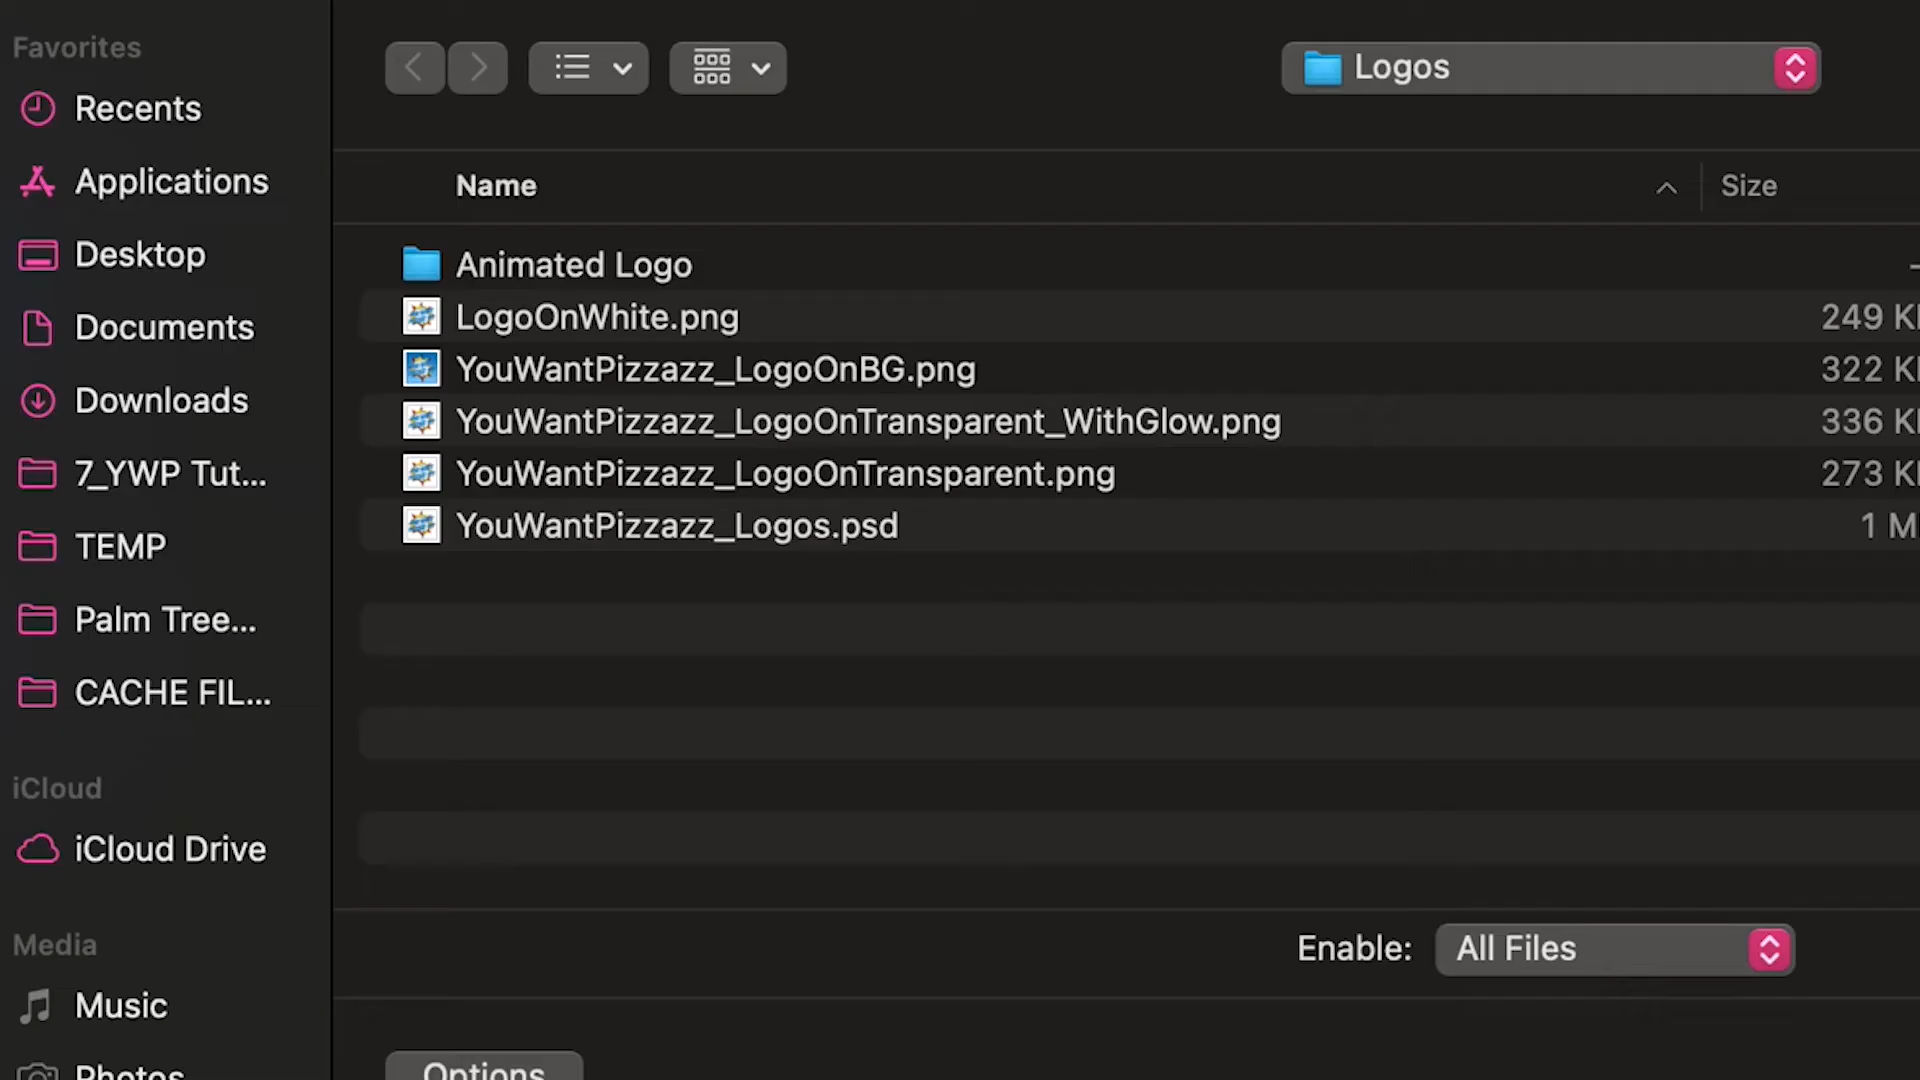 Favorites
Recents
Applications
Desktop
Documents
Downloads
7_YWP Tut...
TEMP
Palm Tree...
CACHE FIL...
iCloud
iCloud Drive
Media
Music
Photos
Logos
Name
Size
Animated Logo
LogoOnWhite.png
249 K
YouWantPizzazz_LogoOnBG.png
322 K
YouWantPizzazz_LogoOnTransparent_WithGlow.png
336 K
YouWantPizzazz_LogoOnTransparent.png
273 K
YouWantPizzazz_Logos.psd
1 M
Enable:
All Files
Options